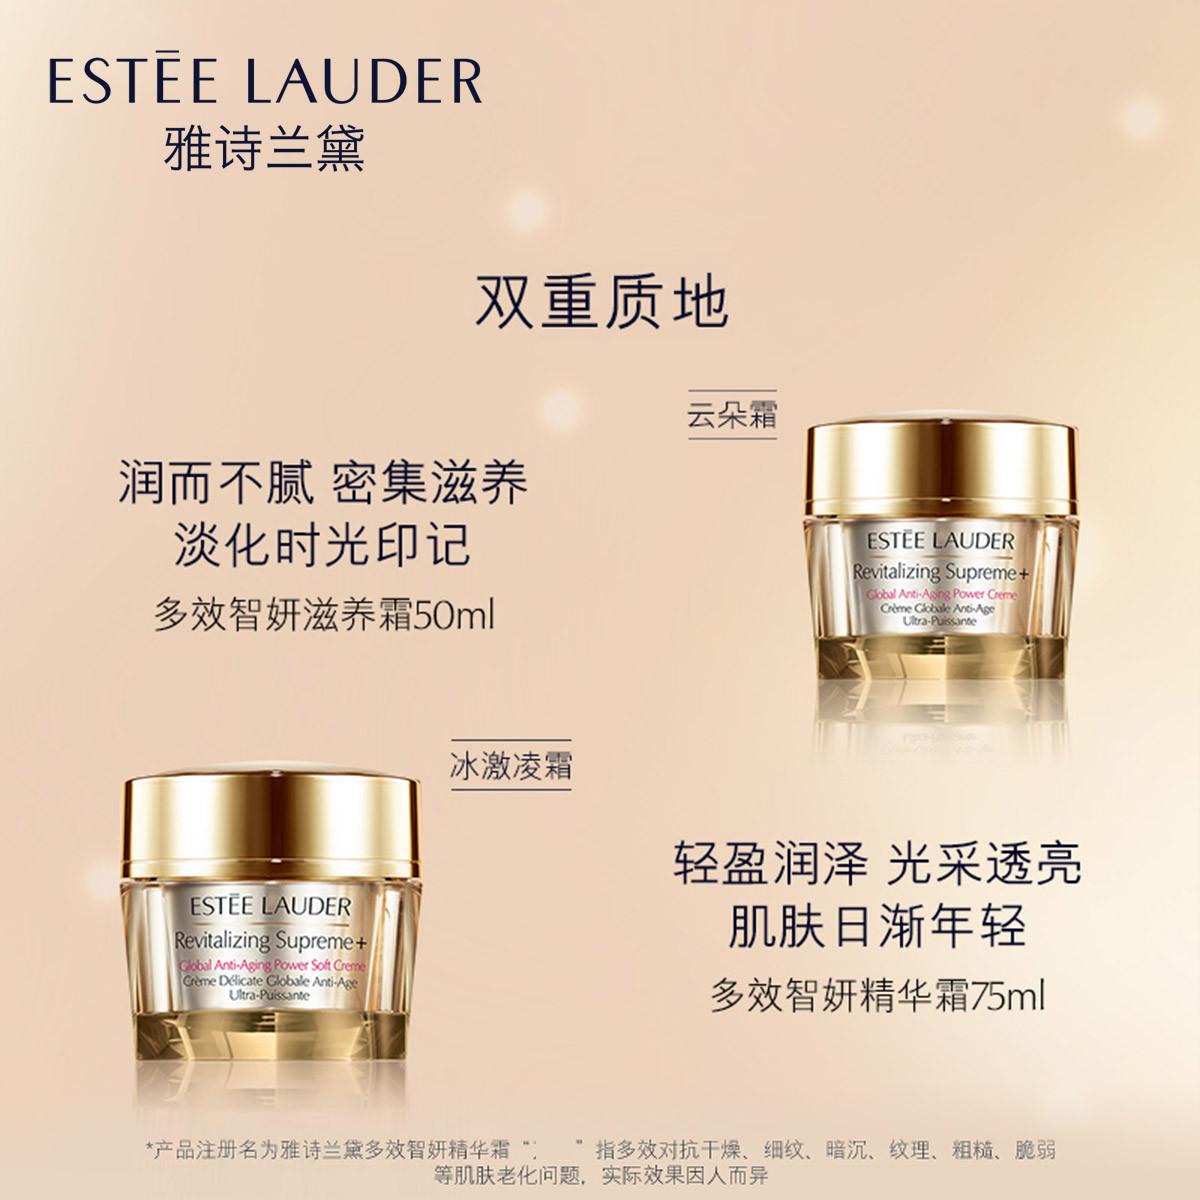 ESTĒE LAUDER
雅诗兰黛
双重质地
云朵霜
润而不腻 密集滋养
淡化时光印记
多效智妍滋养霜50ml
ESTĒE LAUDER
Revitalizing Supreme+
Global Anti-Aging Power Creme
Crème Globale Anti-Age
Ultra-Puissante
冰激凌霜
ESTĒE LAUDER
Revitalizing Supreme+
Global Anti-Aging Power Soft Creme
Crème Délicate Globale Anti-Age
Ultra-Puissante
轻盈润泽 光采透亮
肌肤日渐年轻
多效智妍精华霜75ml
*产品注册名为雅诗兰黛多效智妍精华霜“ ”指多效对抗干燥、细纹、暗沉、纹理、粗糙、脆弱
等肌肤老化问题，实际效果因人而异